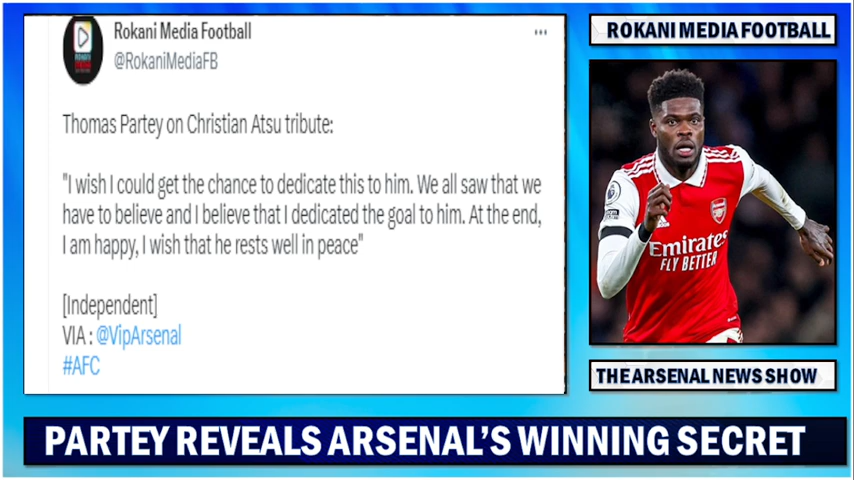 Rokani Media Football
@RokaniMediaFB
Thomas Partey on Christian Atsu tribute:
"I wish I could get the chance to dedicate this to him. We all saw that we
have to believe and I believe that I dedicated the goal to him. At the end,
I am happy, I wish that he rests well in peace"
[Independent]
VIA : @VipArsenal
#AFC
ROKANI MEDIA FOOTBALL
Arsenal
Emirates
FLY BETTER
THE ARSENAL NEWS SHOW
PARTEY REVEALS ARSENAL'S WINNING SECRET